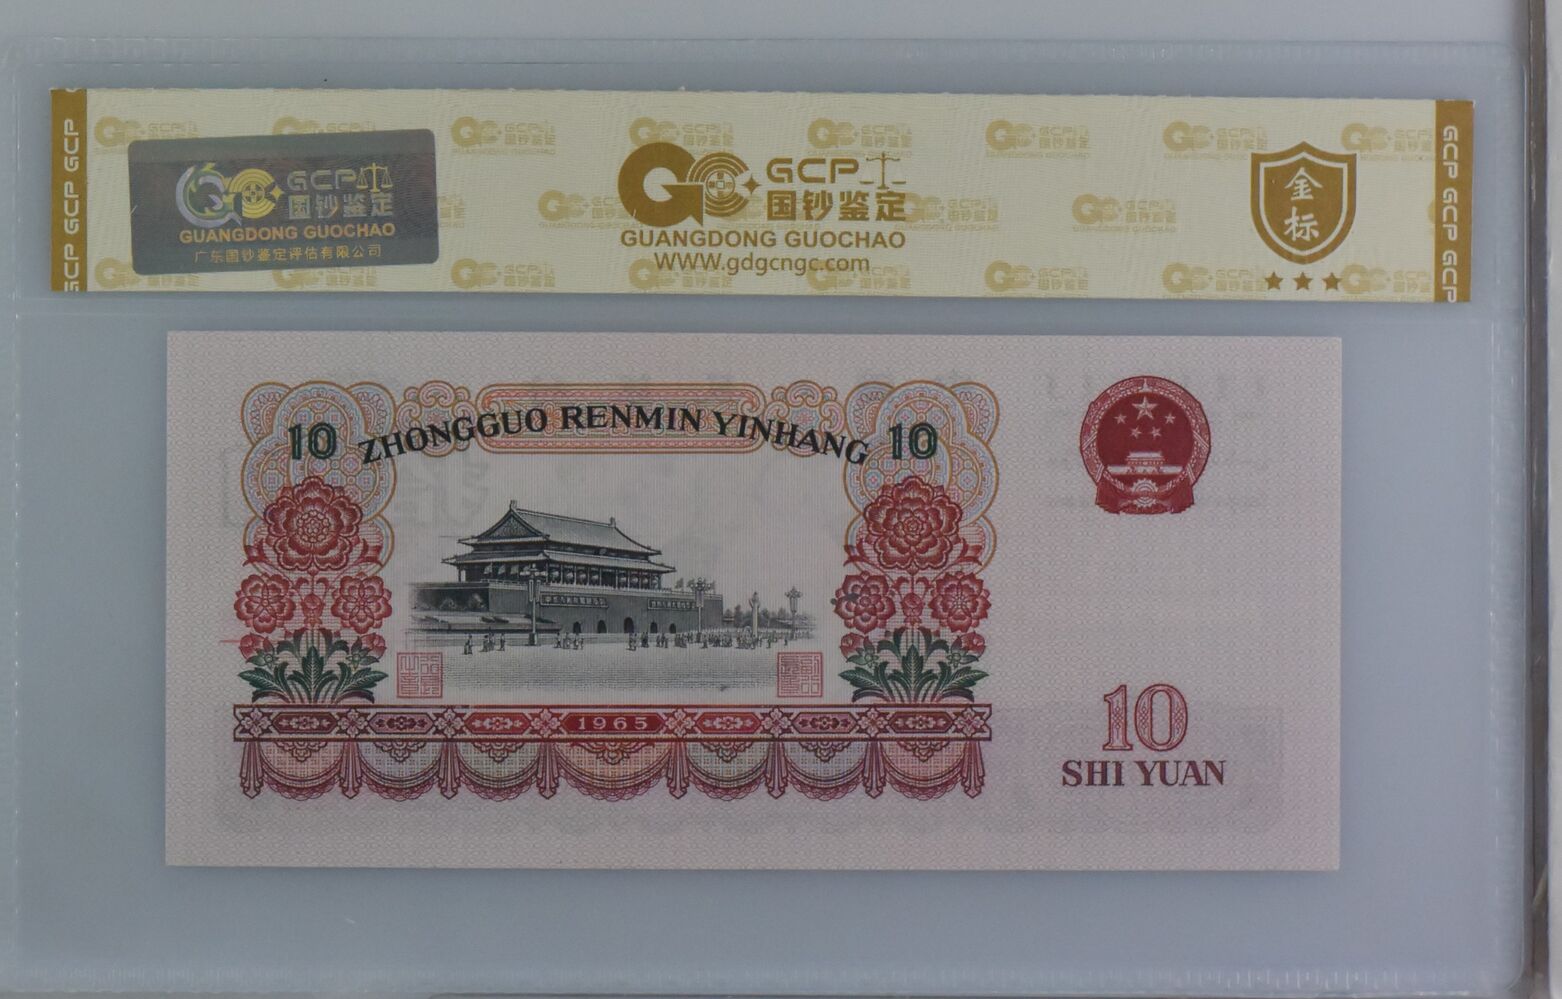 GCP GCP GCP
GCP
国钞鉴定
GUANGDONG GUOCHAO
广东国钞鉴定评估有限公司
GCP
国钞鉴定
GUANGDONG GUOCHAO
WWW.gdgcngc.com
金
标
GCP GCP GCP
10 ZHONGGUO RENMIN YINHANG 10
1965
10
SHI YUAN